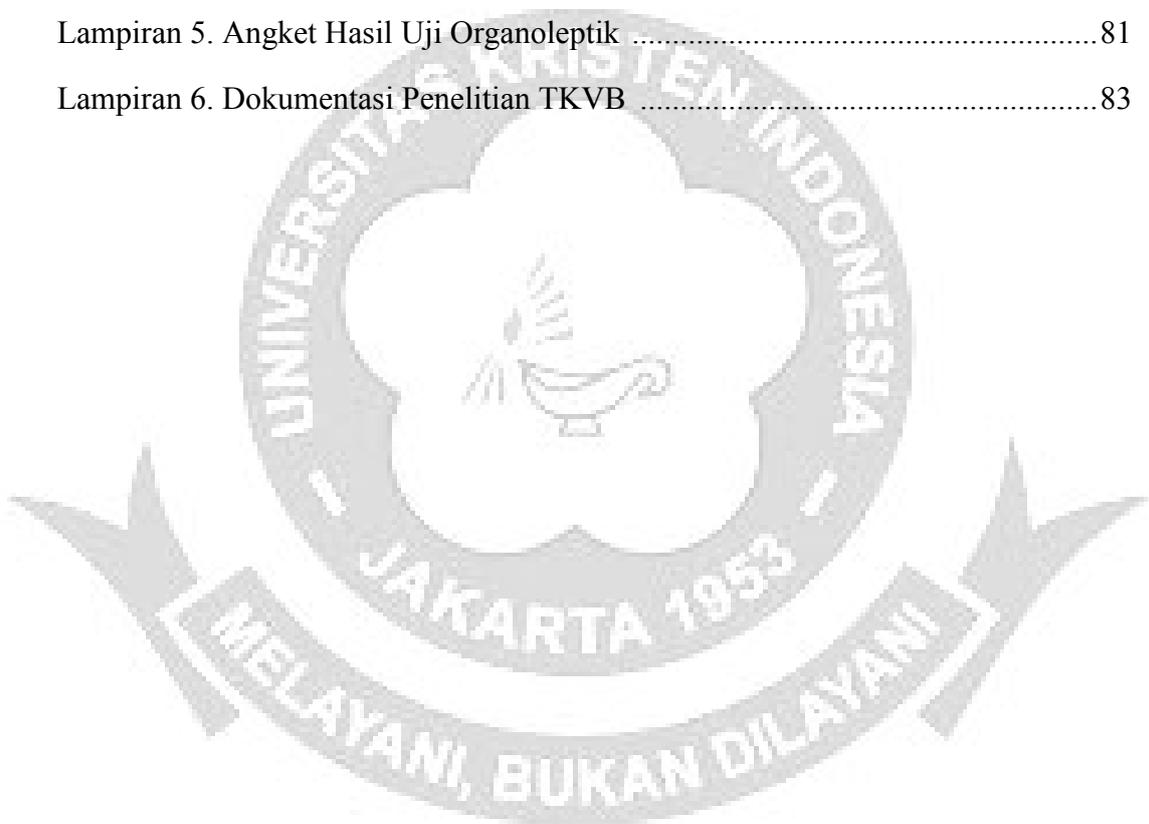 Lampiran 5. Angket Hasil Uji Organoleptik ............................................................. 81
Lampiran 6. Dokumentasi Penelitian TKVB ............................................................ 83
UNIVERSITAS KRISTEN INDONESIA
JAKARTA 1953
MELAYANI, BUKAN DILAYANI